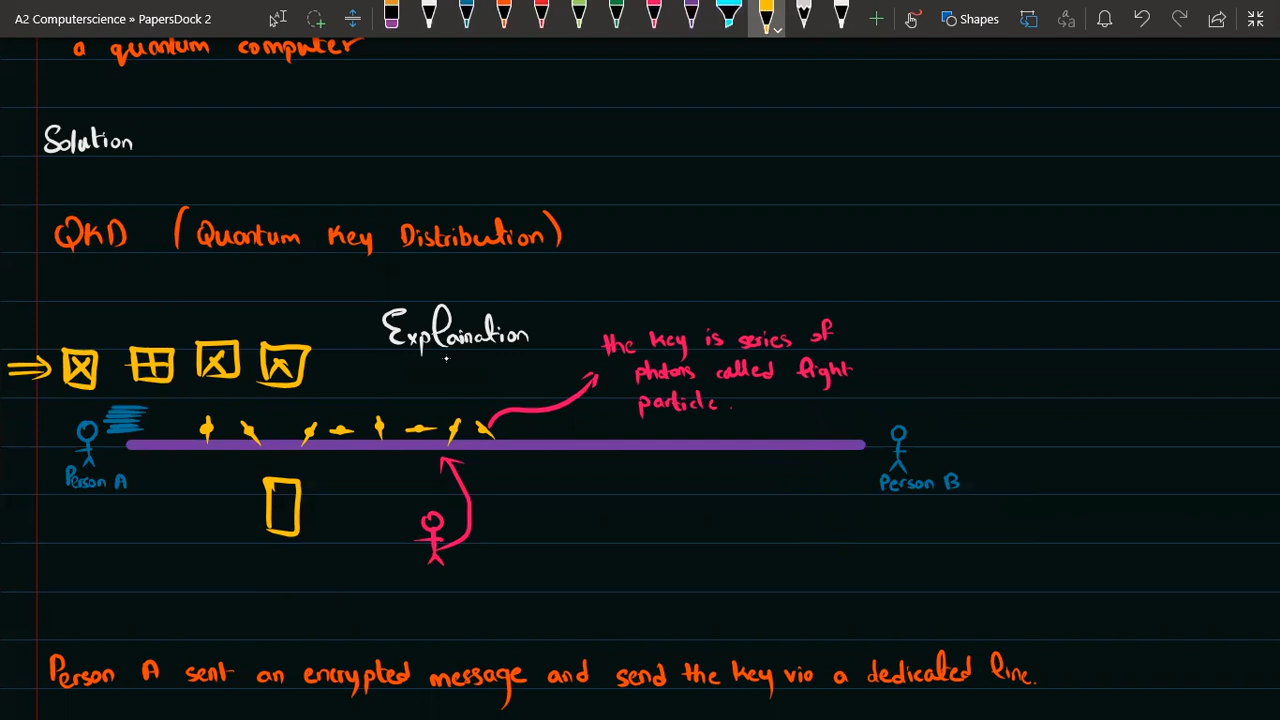 A2 Computerscience » PapersDock 2
Shapes
a quantum computer
Solution
QKD (Quantum Key Distribution)
Explaination
the key is series of
photons called light
particle.
Person A
Person B
Person A sent an encrypted message and send the key via a dedicated line.